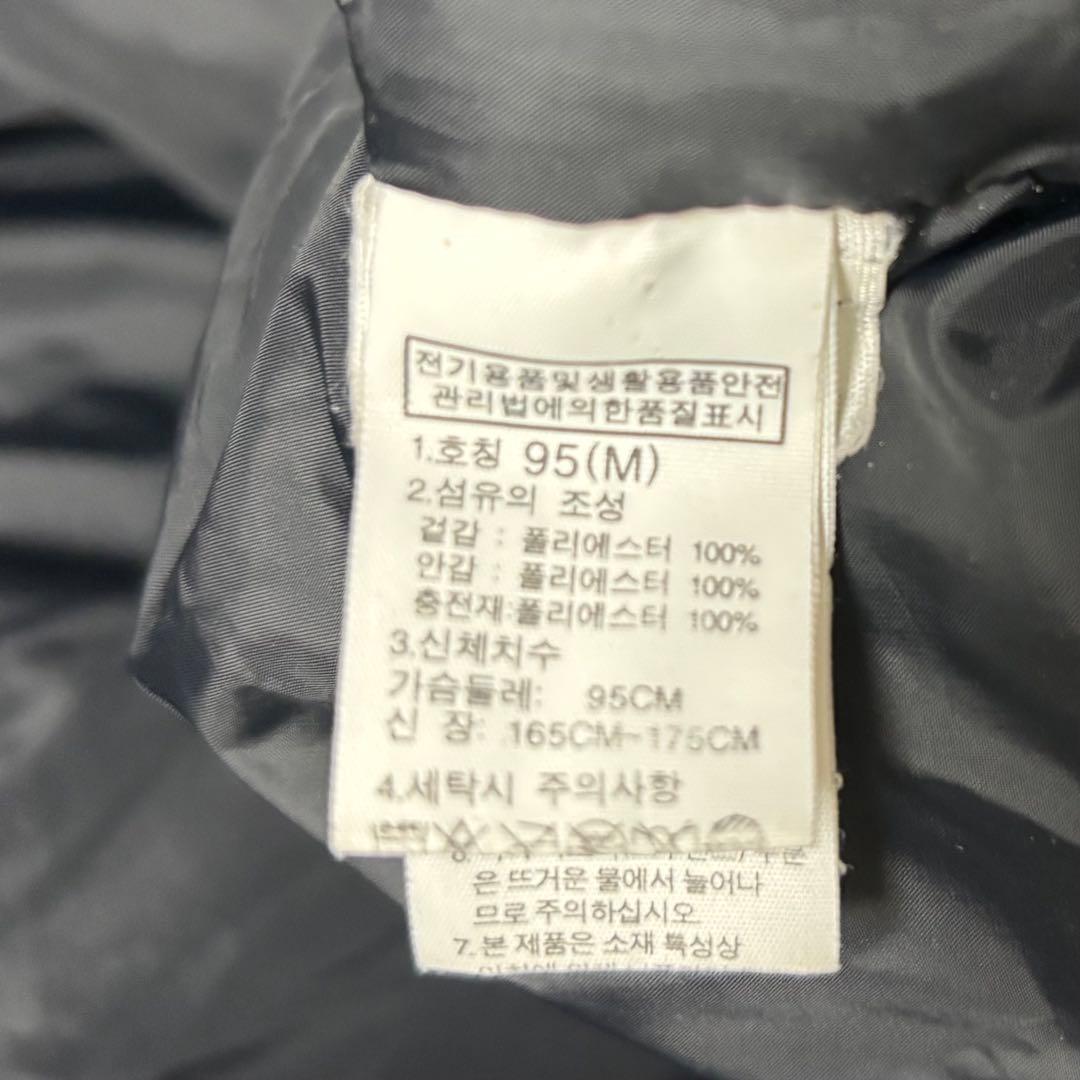 전기용품및생활용품안전
관리법에의한품질표시
1.호칭 95(M)
2.섬유의 조성
겉감 : 폴리에스터 100%
안감 : 폴리에스터 100%
충전재:폴리에스터 100%
3.신체치수
가슴둘레: 95CM
신 장: 165CM~175CM
4.세탁시 주의사항
은 뜨거운 물에서 늘어나
므로 주의하십시오
7.본 제품은 소재 특성상